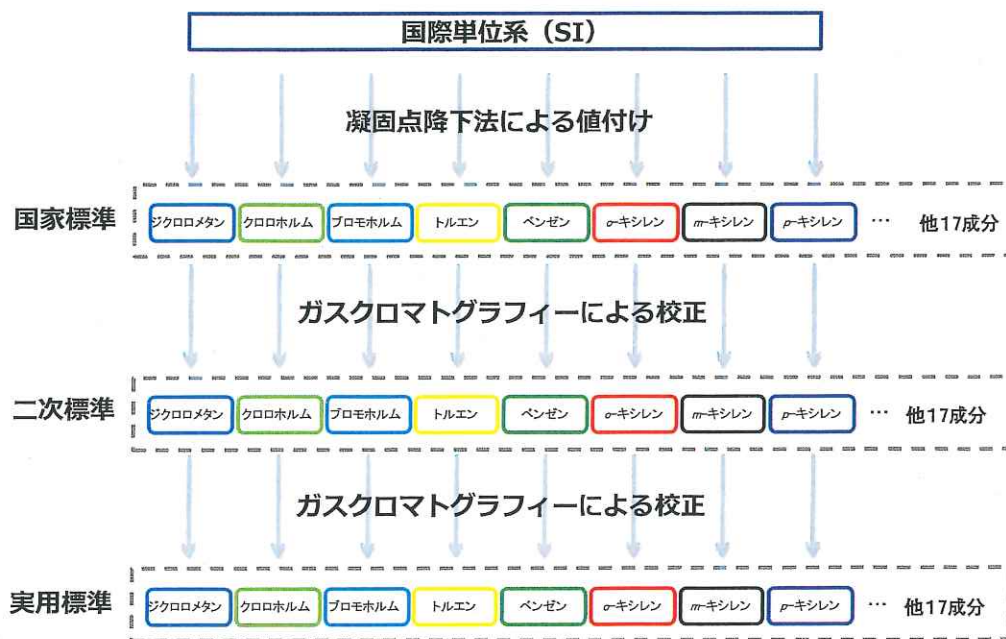 国際単位系（SI）
凝固点降下法による値付け
国家標準 ジクロロメタン クロロホルム ブロモホルム トルエン ベンゼン o-キシレン m-キシレン p-キシレン … 他17成分
ガスクロマトグラフィーによる校正
二次標準 ジクロロメタン クロロホルム ブロモホルム トルエン ベンゼン o-キシレン m-キシレン p-キシレン … 他17成分
ガスクロマトグラフィーによる校正
実用標準 ジクロロメタン クロロホルム ブロモホルム トルエン ベンゼン o-キシレン m-キシレン p-キシレン … 他17成分